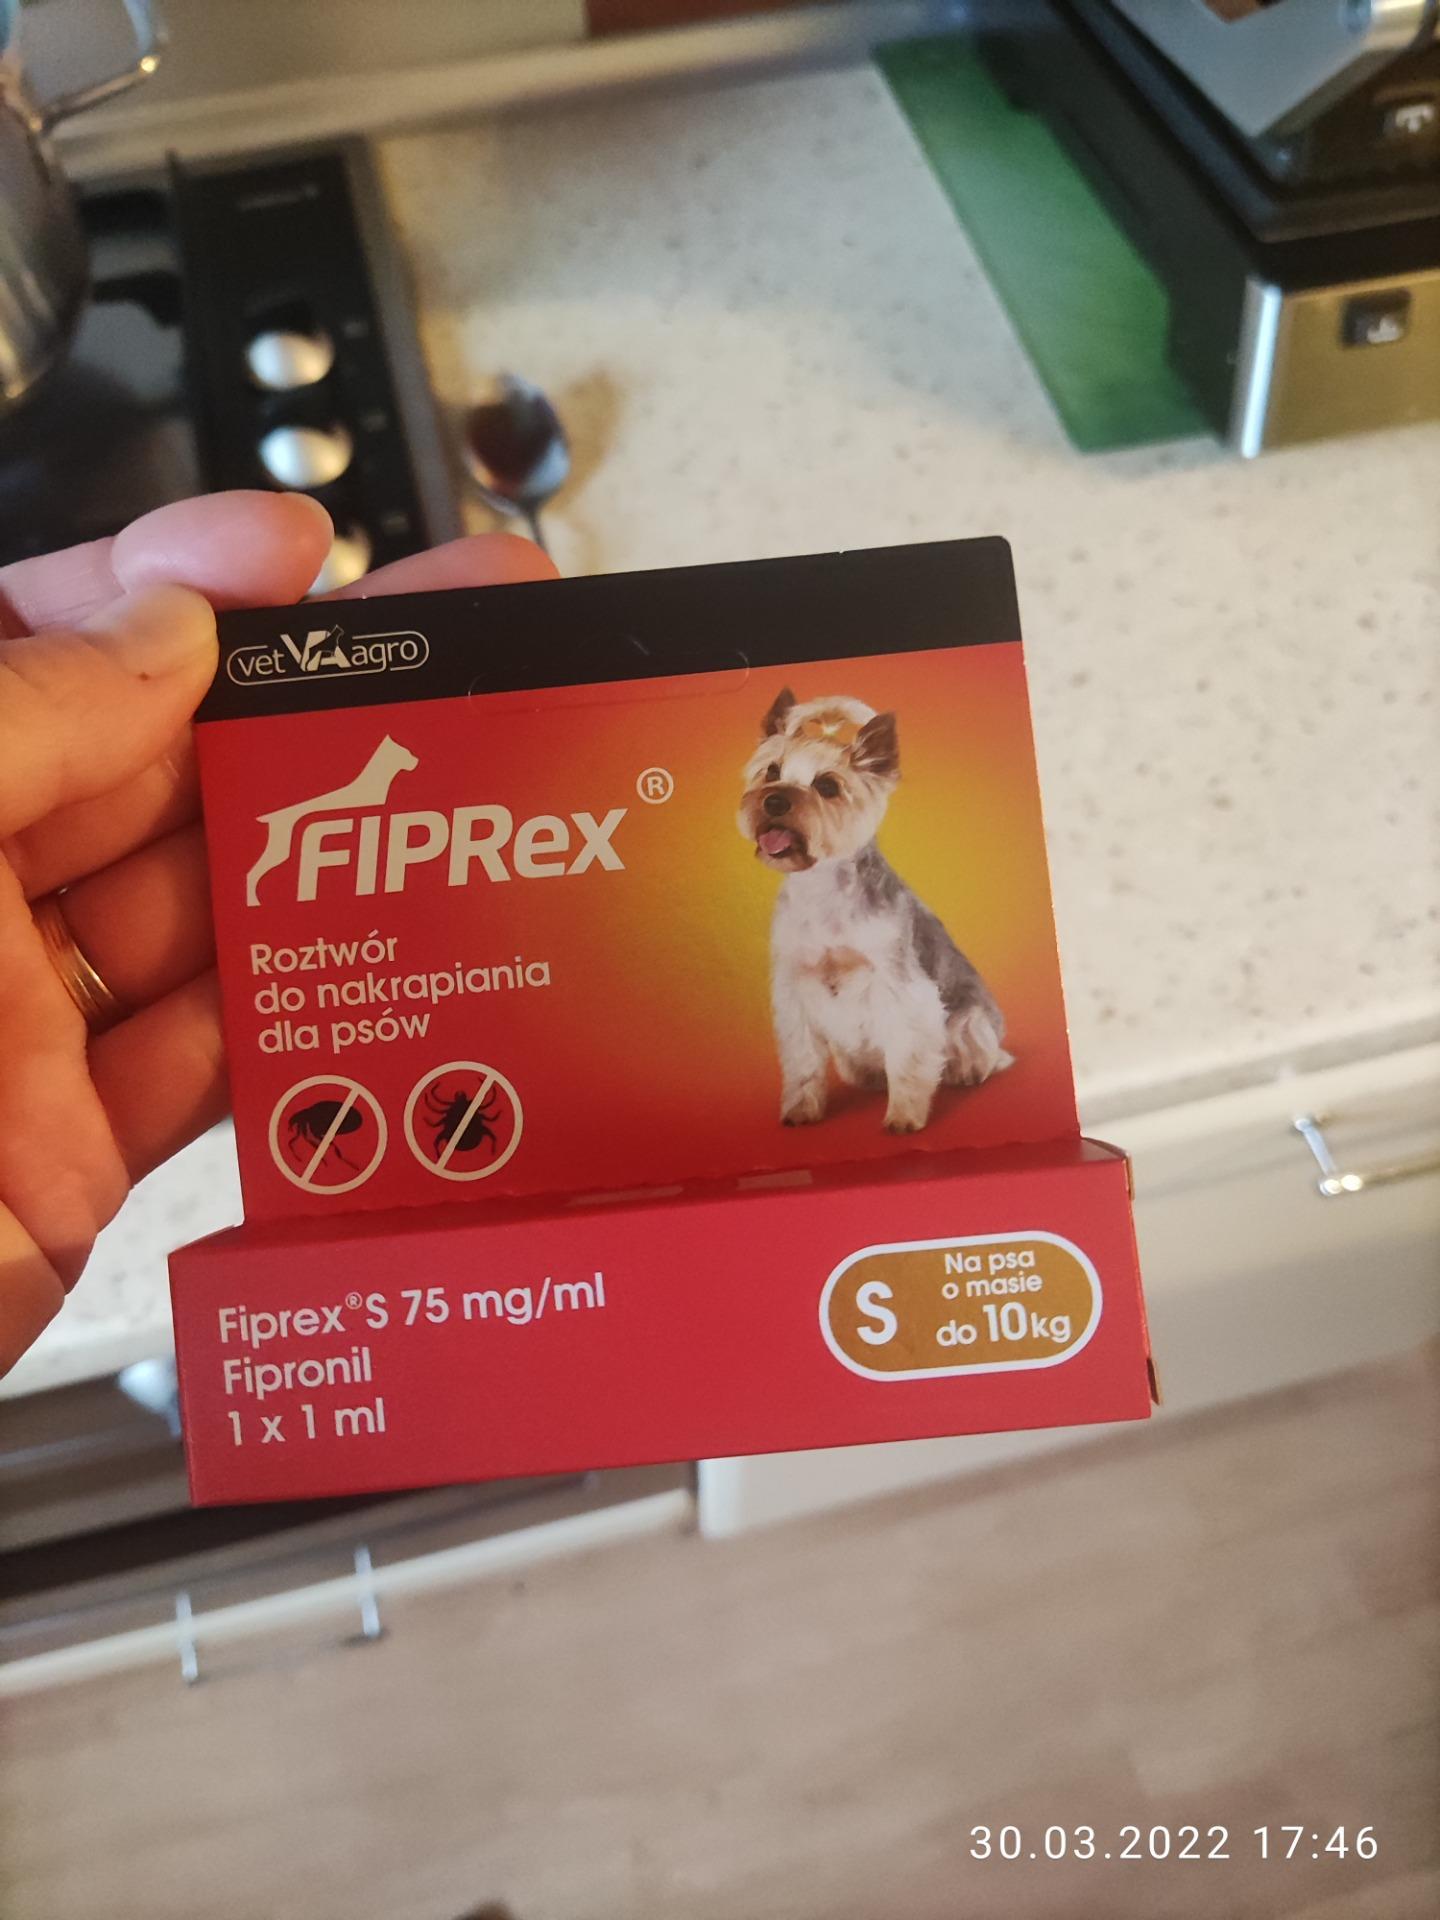 vet VA agro
FIPRex®
Roztwór
do nakrapiania
dla psów
Fiprex®S 75 mg/ml
Fipronil
1 x 1 ml
S
Na psa
o masie
do 10kg
30.03.2022 17:46